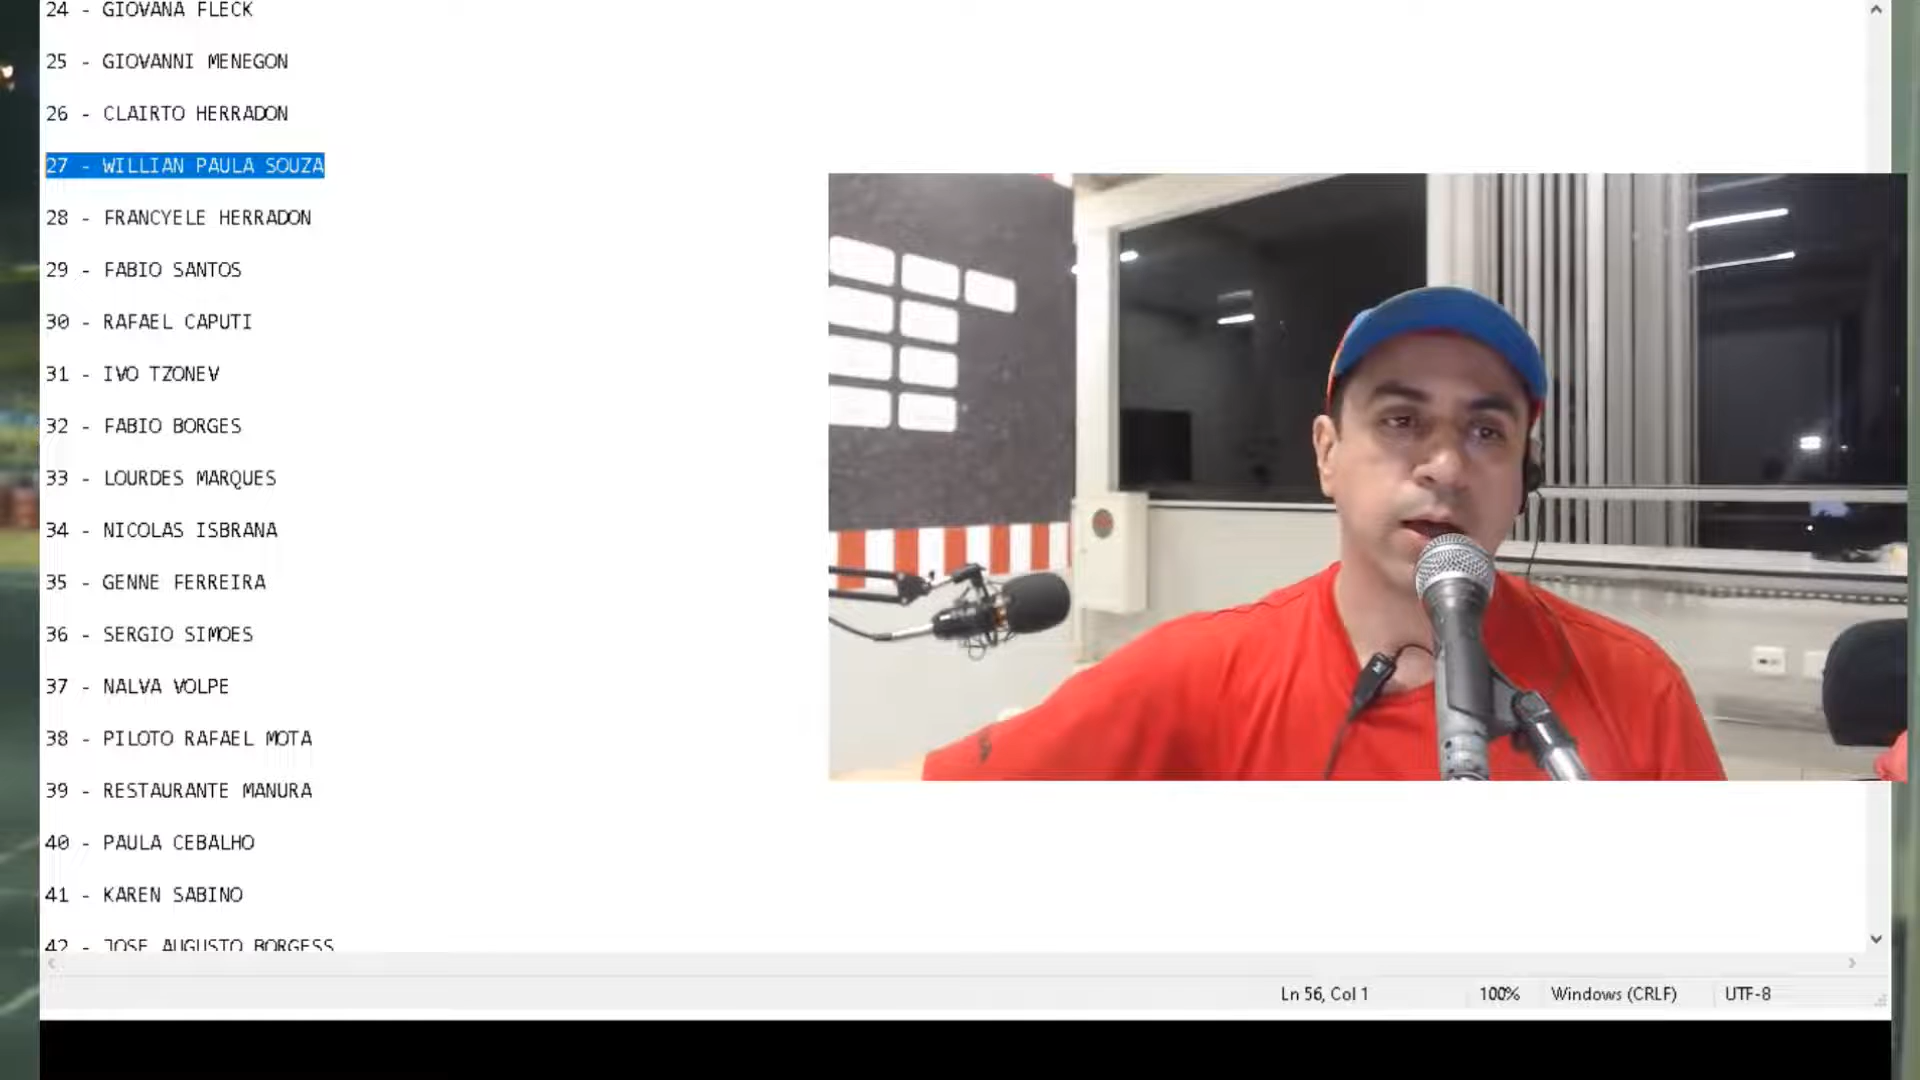 24 - GIOVANA FLECK
25 - GIOVANNI MENEGON
26 - CLAIRTO HERRADON
27 - WILLIAN PAULA SOUZA
28 - FRANCYELE HERRADON
29 - FABIO SANTOS
30 - RAFAEL CAPUTI
31 - IVO TZONEV
32 - FABIO BORGES
33 - LOURDES MARQUES
34 - NICOLAS ISBRANA
35 - GENNE FERREIRA
36 - SERGIO SIMOES
37 - NALVA VOLPE
38 - PILOTO RAFAEL MOTA
39 - RESTAURANTE MANURA
40 - PAULA CEBALHO
41 - KAREN SABINO
42 - JOSE AUGUSTO BORGESS
Ln 56, Col 1 100% Windows (CRLF) UTF-8